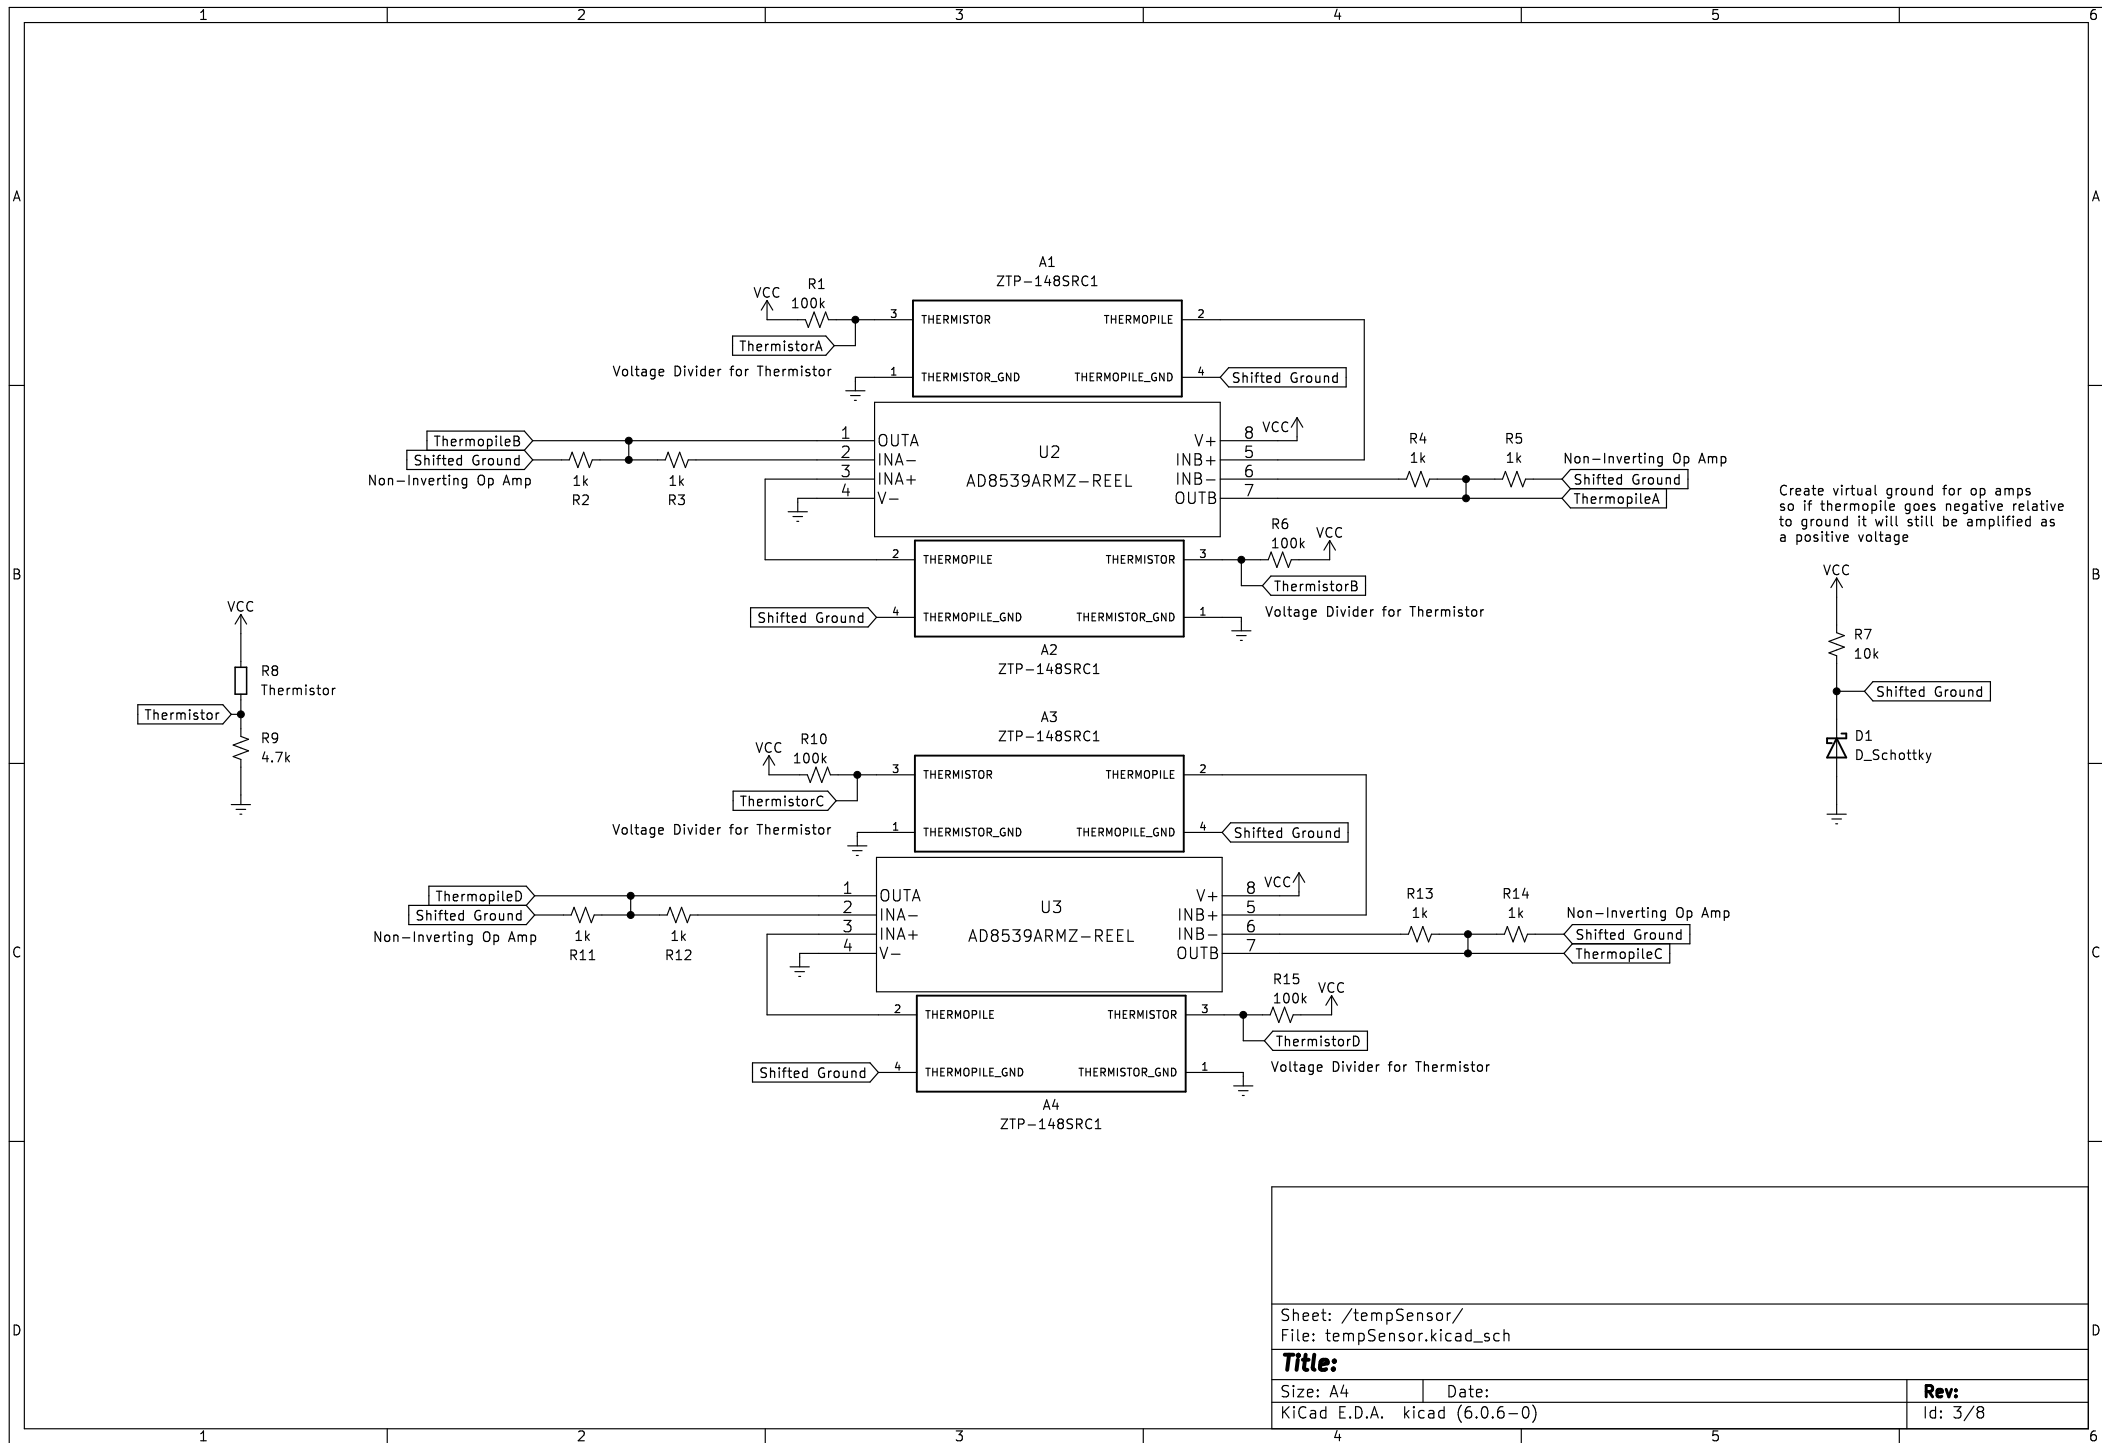 1 2 3 4 5 6
A A
A1
ZTP-148SRC1
VCC
R1
100k
3 THERMISTOR THERMOPILE 2
ThermistorA
Voltage Divider for Thermistor
1 THERMISTOR_GND THERMOPILE_GND 4 Shifted Ground
ThermopileB
Shifted Ground
Non-Inverting Op Amp
1k
R2
1k
R3
1 OUTA
2 INA-
3 INA+
4 V-
U2
AD8539ARMZ-REEL
V+ 8 VCC
INB+ 5
INB- 6
OUTB 7
R4
1k
R5
1k
Non-Inverting Op Amp
Shifted Ground
ThermopileA
R6
100k
VCC
2 THERMOPILE THERMISTOR 3
ThermistorB
Voltage Divider for Thermistor
Shifted Ground 4 THERMOPILE_GND THERMISTOR_GND 1
A2
ZTP-148SRC1
Create virtual ground for op amps
so if thermopile goes negative relative
to ground it will still be amplified as
a positive voltage
B B
VCC
R7
10k
Shifted Ground
D1
D_Schottky
VCC
R8
Thermistor
Thermistor
R9
4.7k
A3
ZTP-148SRC1
VCC
R10
100k
3 THERMISTOR THERMOPILE 2
ThermistorC
Voltage Divider for Thermistor
1 THERMISTOR_GND THERMOPILE_GND 4 Shifted Ground
ThermopileD
Shifted Ground
Non-Inverting Op Amp
1k
R11
1k
R12
1 OUTA
2 INA-
3 INA+
4 V-
U3
AD8539ARMZ-REEL
V+ 8 VCC
INB+ 5
INB- 6
OUTB 7
R13
1k
R14
1k
Non-Inverting Op Amp
Shifted Ground
ThermopileC
C C
R15
100k
VCC
2 THERMOPILE THERMISTOR 3
ThermistorD
Voltage Divider for Thermistor
Shifted Ground 4 THERMOPILE_GND THERMISTOR_GND 1
A4
ZTP-148SRC1
D D
Sheet: /tempSensor/
File: tempSensor.kicad_sch
Title:
Size: A4 Date: Rev:
KiCad E.D.A. kicad (6.0.6-0) Id: 3/8
1 2 3 4 5 6